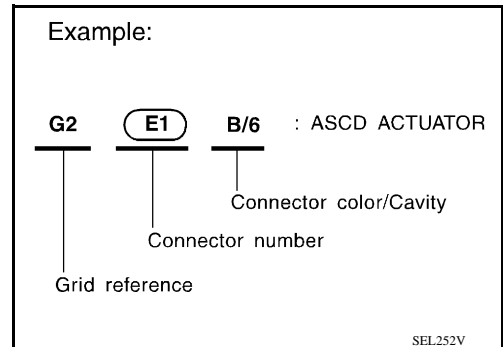 Example:
G2 E1 B/6 : ASCD ACTUATOR
Connector color/Cavity
Connector number
Grid reference
SEL252V